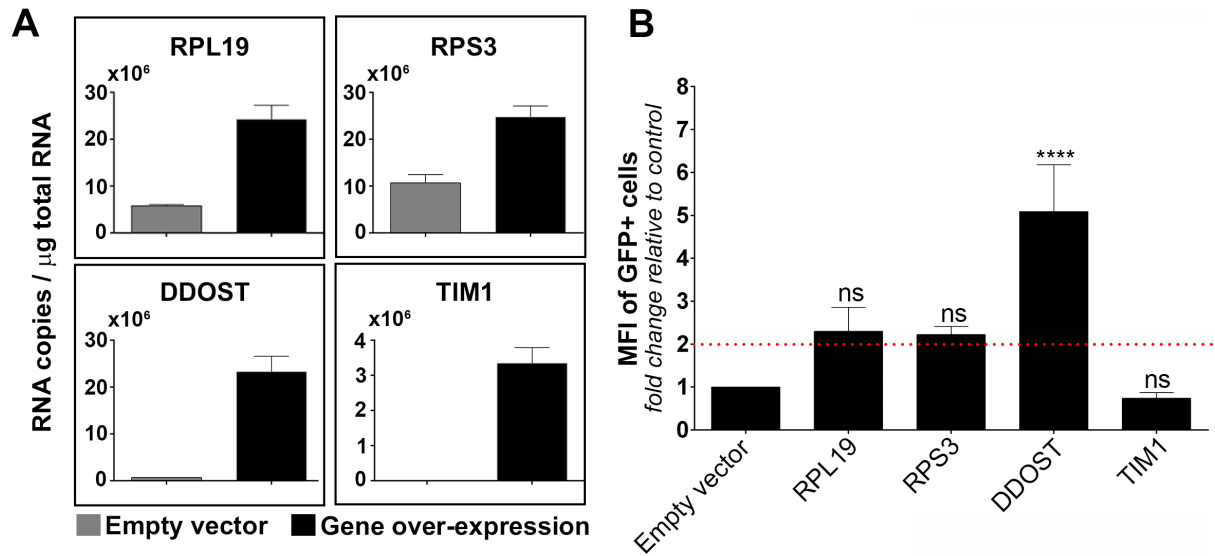 A
RNA copies / µg total RNA
RPL19
x10⁶
30
20
10
0
RPS3
x10⁶
30
20
10
0
DDOST
x10⁶
30
20
10
0
TIM1
x10⁶
4
3
2
1
0
Empty vector
Gene over-expression
B
MFI of GFP+ cells
fold change relative to control
8
7
6
5
4
3
2
1
0
ns
ns
****
ns
Empty vector
RPL19
RPS3
DDOST
TIM1